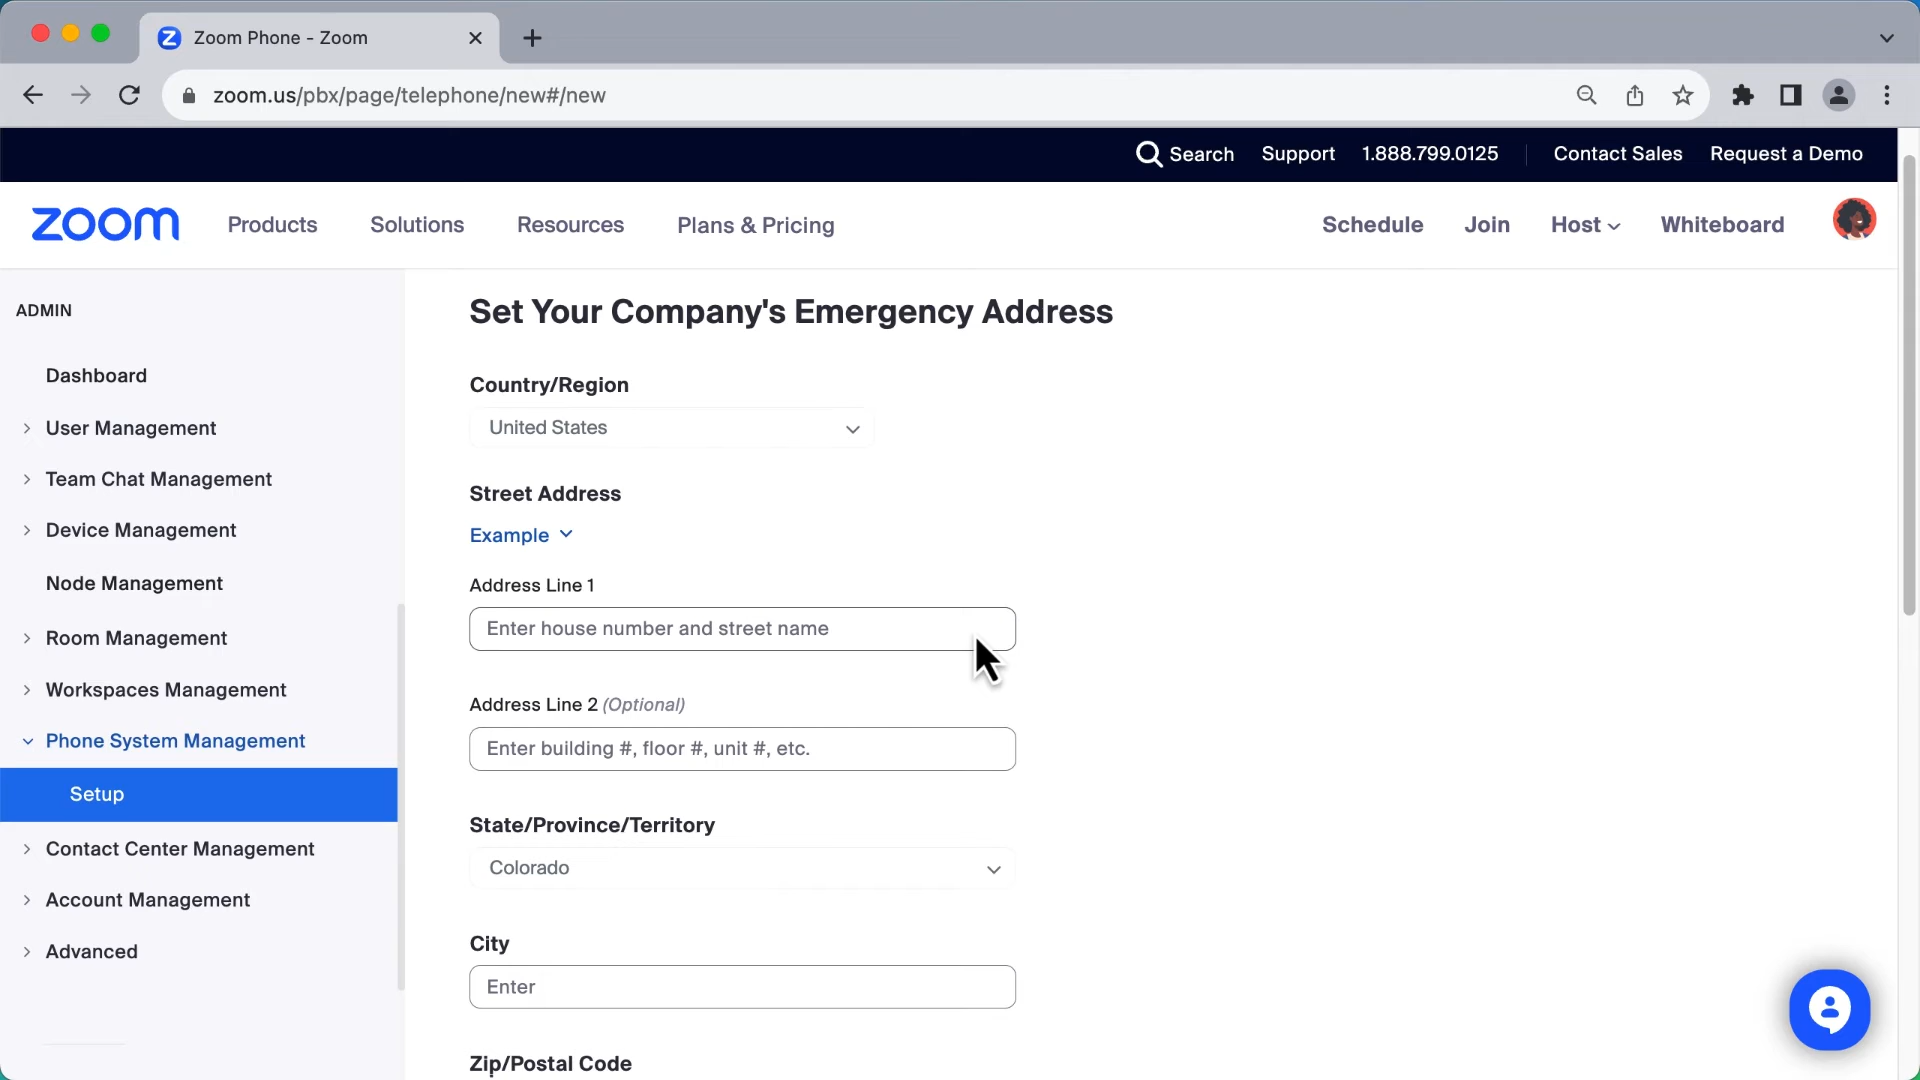 Zoom Phone - Zoom
zoom.us/pbx/page/telephone/new#/new
Search Support 1.888.799.0125 Contact Sales Request a Demo
zoom Products Solutions Resources Plans & Pricing Schedule Join Host Whiteboard
ADMIN
Dashboard
User Management
Team Chat Management
Device Management
Node Management
Room Management
Workspaces Management
Phone System Management
Setup
Contact Center Management
Account Management
Advanced
Set Your Company's Emergency Address
Country/Region
United States
Street Address
Example
Address Line 1
Enter house number and street name
Address Line 2 (Optional)
Enter building #, floor #, unit #, etc.
State/Province/Territory
Colorado
City
Enter
Zip/Postal Code